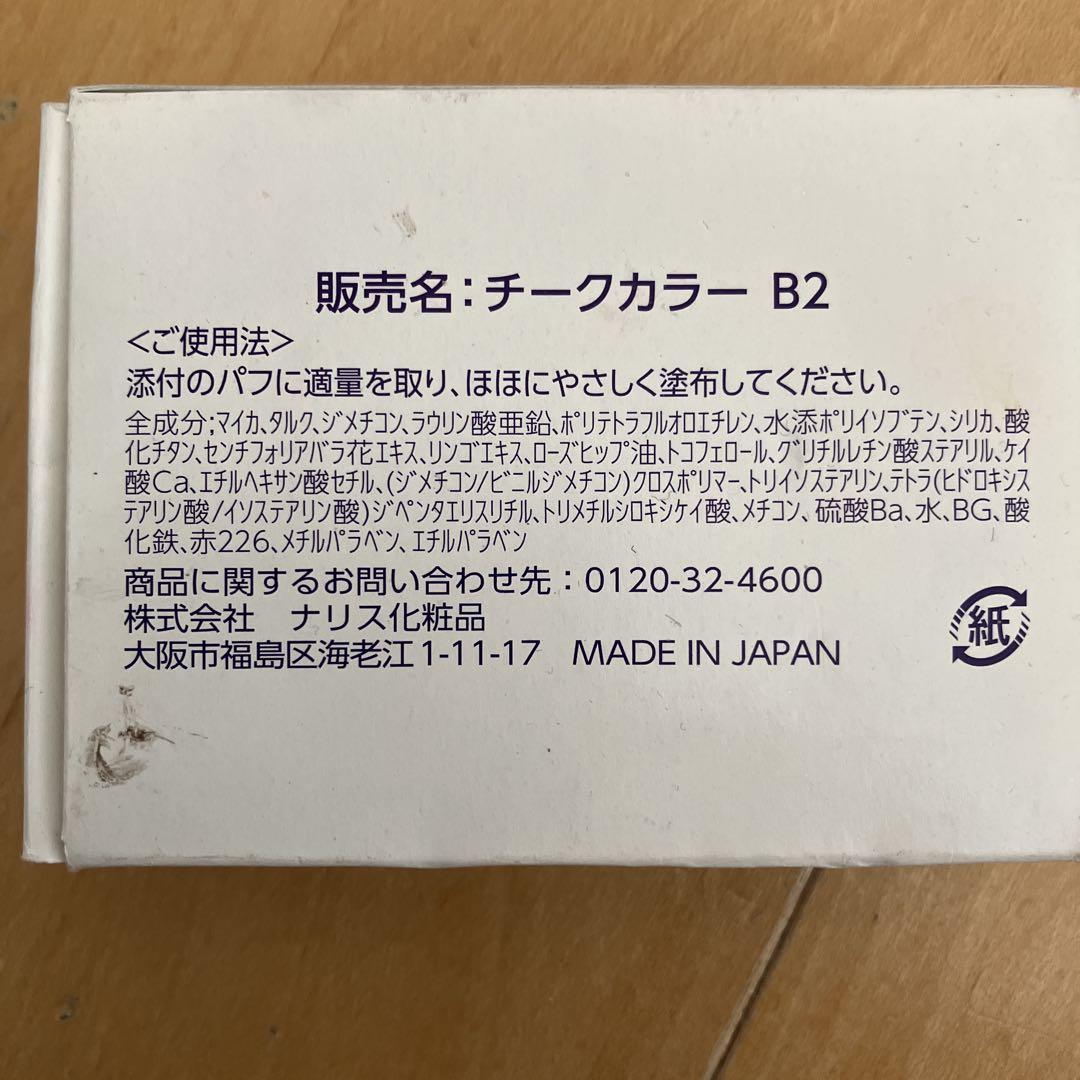 販売名：チークカラー B2
<ご使用法>
添付のパフに適量を取り、ほほにやさしく塗布してください。
全成分;マイカ､タルク､ジメチコン､ラウリン酸亜鉛､ポリテトラフルオロエチレン､水添ポリイソブテン､シリカ､酸
化チタン､センチフォリアバラ花エキス､リンゴエキス､ローズヒップ油､トコフェロール､グリチルレチン酸ステアリル､ケイ
酸Ca､エチルヘキサン酸セチル､(ジメチコン/ビニルジメチコン)クロスポリマー､トリイソステアリン､テトラ(ヒドロキシス
テアリン酸/イソステアリン酸)ジペンタエリスリチル､トリメチルシロキシケイ酸､メチコン､硫酸Ba､水､BG､酸
化鉄､赤226､メチルパラベン､エチルパラベン
商品に関するお問い合わせ先：0120-32-4600
株式会社　ナリス化粧品
大阪市福島区海老江1-11-17　MADE IN JAPAN
紙